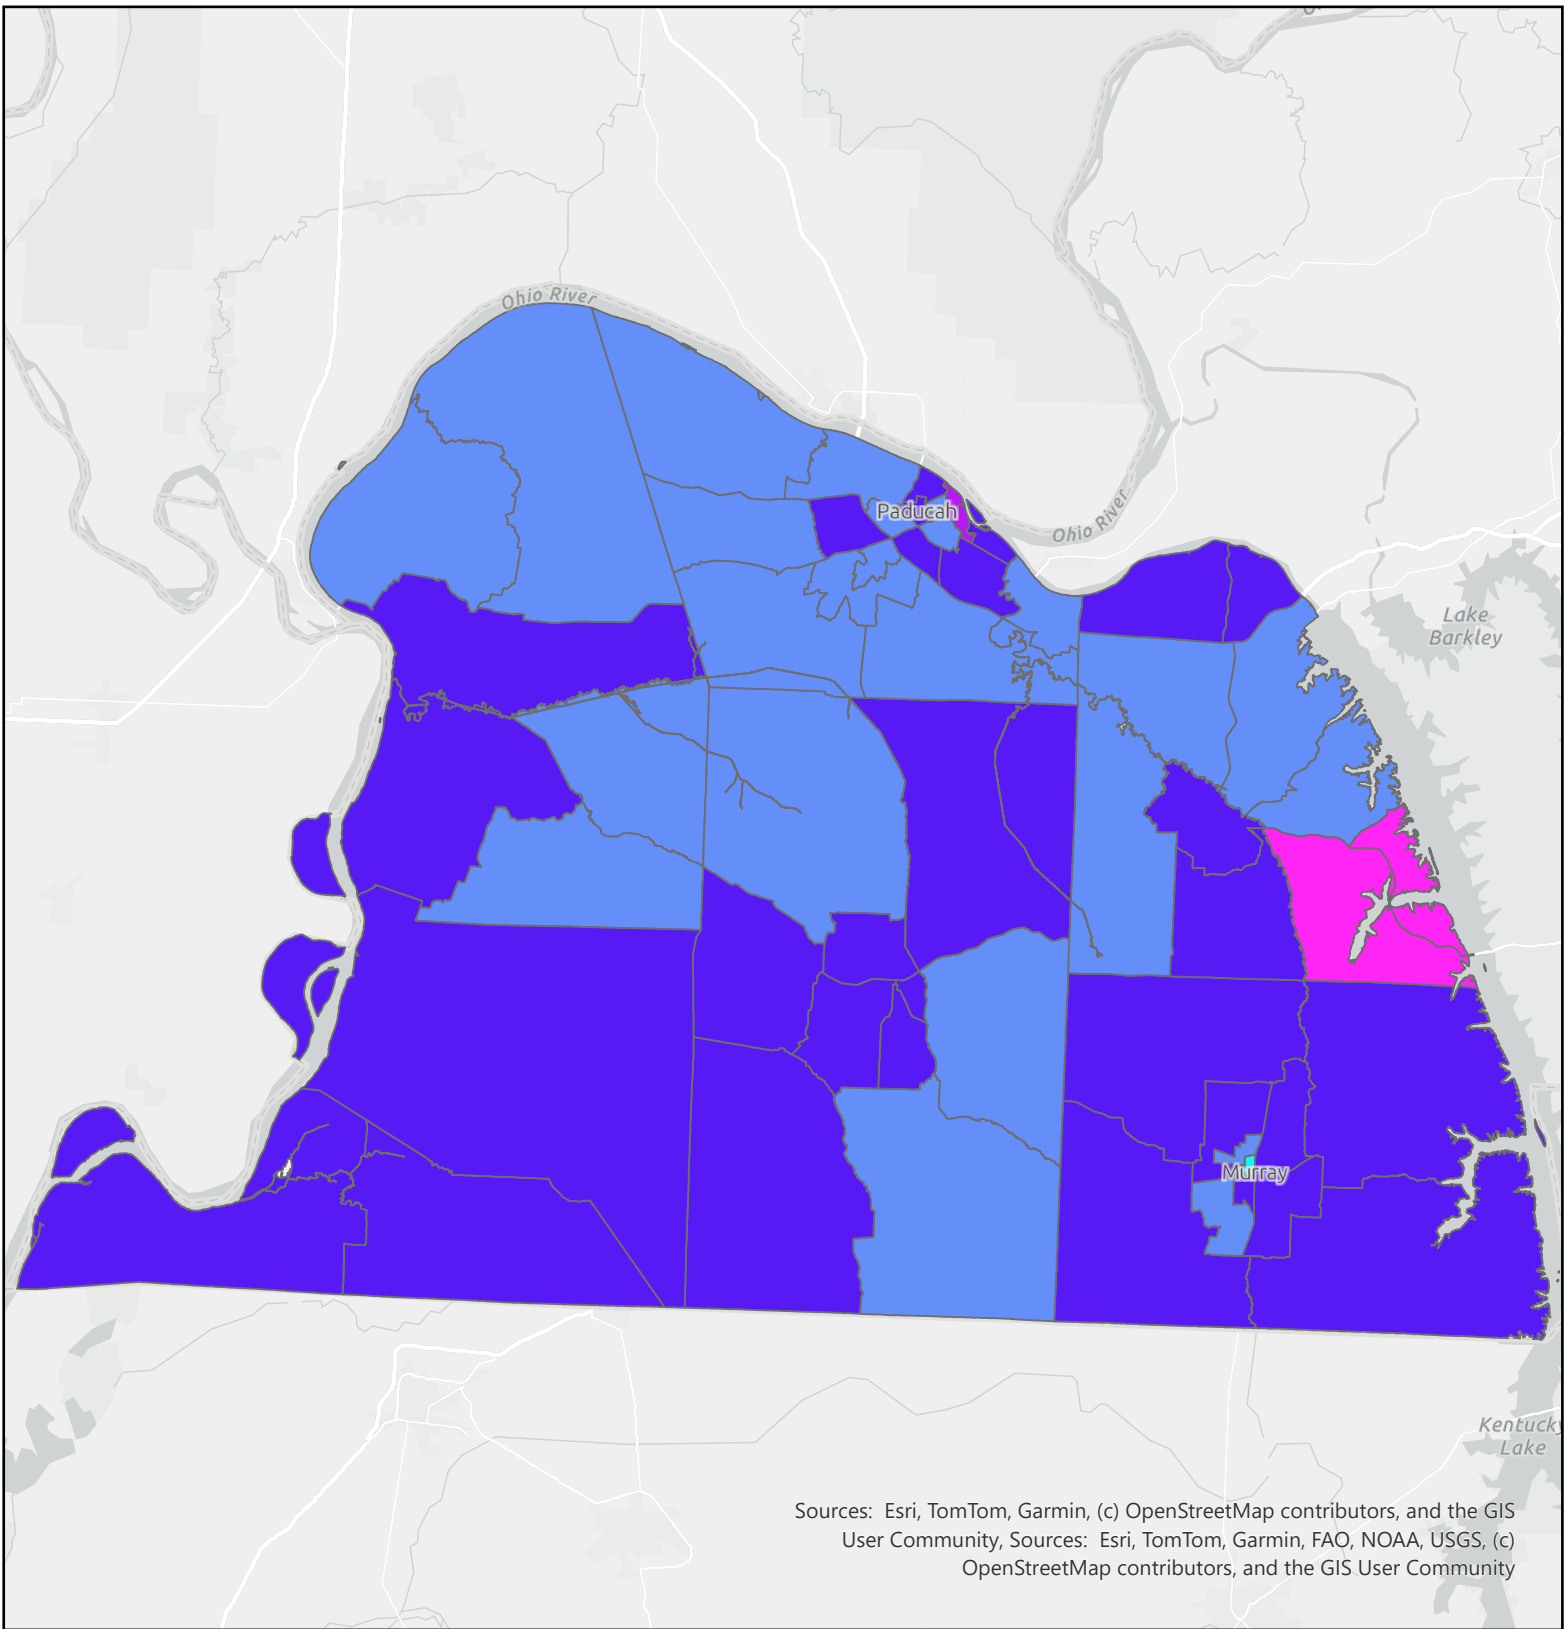 Ohio River
Paducah
Ohio River
Lake
Barkley
Murray
Kentucky
Lake
Sources: Esri, TomTom, Garmin, (c) OpenStreetMap contributors, and the GIS
User Community, Sources: Esri, TomTom, Garmin, FAO, NOAA, USGS, (c)
OpenStreetMap contributors, and the GIS User Community